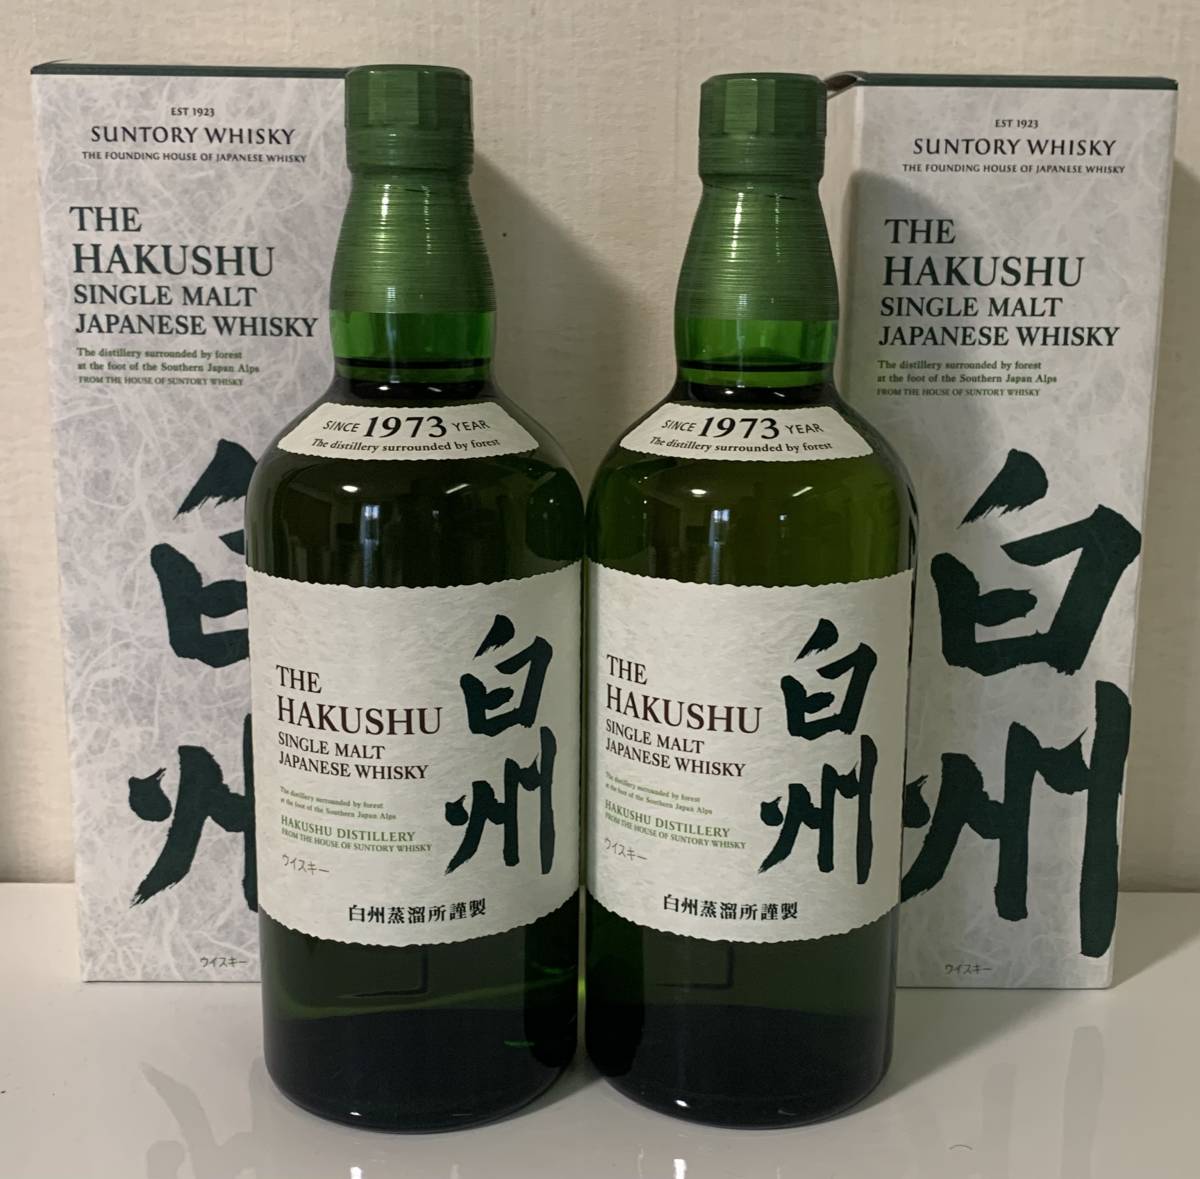 EST 1923
SUNTORY WHISKY
THE FOUNDING HOUSE OF JAPANESE WHISKY
THE
HAKUSHU
SINGLE MALT
JAPANESE WHISKY
The distillery surrounded by forest
at the foot of the Southern Japan Alps
FROM THE HOUSE OF SUNTORY WHISKY
白州
ウイスキー
SINCE 1973 YEAR
The distillery surrounded by forest
THE
HAKUSHU
SINGLE MALT
JAPANESE WHISKY
The distillery surrounded by forest
at the foot of the Southern Japan Alps
HAKUSHU DISTILLERY
FROM THE HOUSE OF SUNTORY WHISKY
ウイスキー
白州
白州蒸溜所謹製
SINCE 1973 YEAR
The distillery surrounded by forest
THE
HAKUSHU
SINGLE MALT
JAPANESE WHISKY
The distillery surrounded by forest
at the foot of the Southern Japan Alps
HAKUSHU DISTILLERY
FROM THE HOUSE OF SUNTORY WHISKY
ウイスキー
白州
白州蒸溜所謹製
EST 1923
SUNTORY WHISKY
THE FOUNDING HOUSE OF JAPANESE WHISKY
THE
HAKUSHU
SINGLE MALT
JAPANESE WHISKY
The distillery surrounded by forest
at the foot of the Southern Japan Alps
FROM THE HOUSE OF SUNTORY WHISKY
白州
ウイスキー